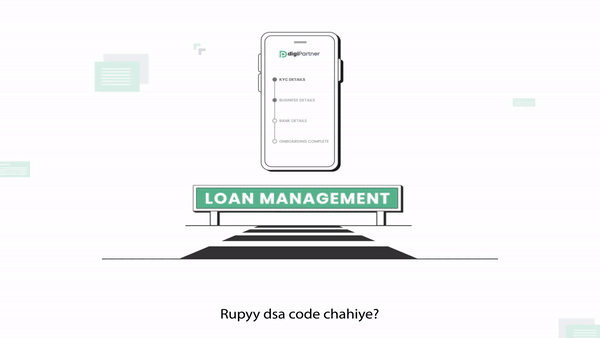 digiPartner
KYC DETAILS
BUSINESS DETAILS
BANK DETAILS
ONBOARDING COMPLETE
LOAN MANAGEMENT
Rupyy dsa code chahiye?